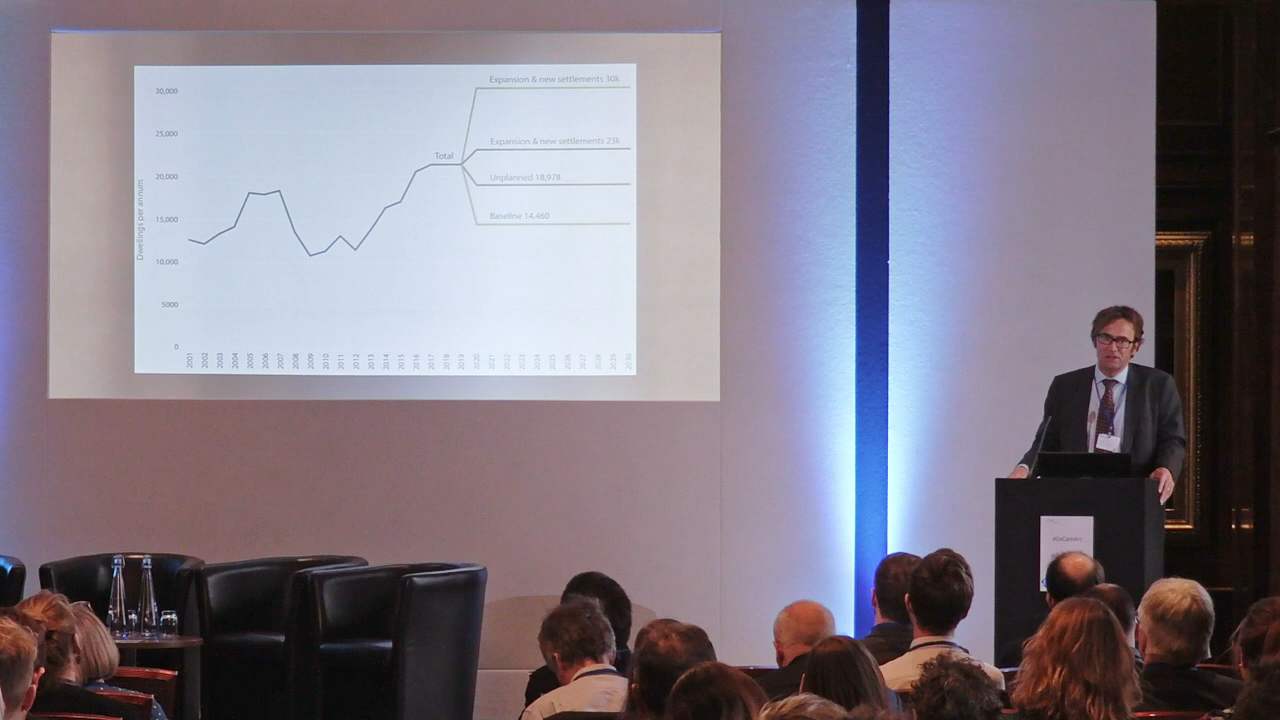 Expansion & new settlements 30k
30,000
25,000
Expansion & new settlements 23k
Total
20,000
Unplanned 18,978
15,000
Baseline 14,460
Dwellings per annum
10,000
5000
0
2001 2002 2003 2004 2005 2006 2007 2008 2009 2010 2011 2012 2013 2014 2015 2016 2017 2018 2019 2020 2021 2022 2023 2024 2025 2026 2027 2028 2029 2030
#OxCamArc